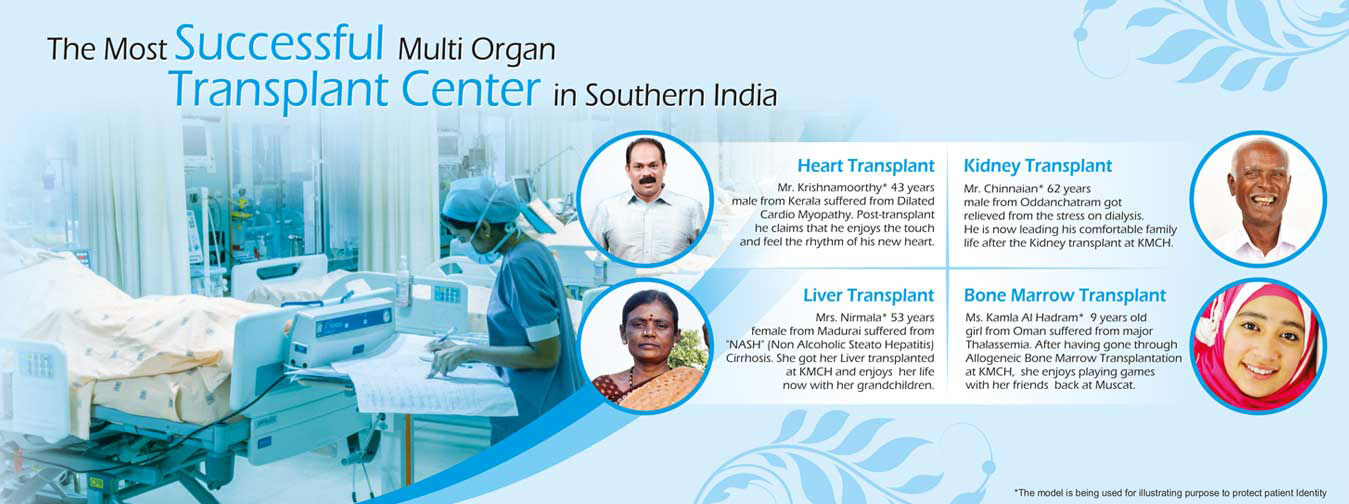 The Most Successful Multi Organ
Transplant Center in Southern India
Heart Transplant
Mr. Krishnamoorthy* 43 years
male from Kerala suffered from Dilated
Cardio Myopathy. Post-transplant
he claims that he enjoys the touch
and feel the rhythm of his new heart.
Kidney Transplant
Mr. Chinnaian* 62 years
male from Oddanchatram got
relieved from the stress on dialysis.
He is now leading his comfortable family
life after the Kidney transplant at KMCH.
Liver Transplant
Mrs. Nirmala* 53 years
female from Madurai suffered from
"NASH" (Non Alcoholic Steato Hepatitis)
Cirrhosis. She got her Liver transplanted
at KMCH and enjoys her life
now with her grandchildren.
Bone Marrow Transplant
Ms. Kamla Al Hadram* 9 years old
girl from Oman suffered from major
Thalassemia. After having gone through
Allogeneic Bone Marrow Transplantation
at KMCH, she enjoys playing games
with her friends back at Muscat.
*The model is being used for illustrating purpose to protect patient Identity